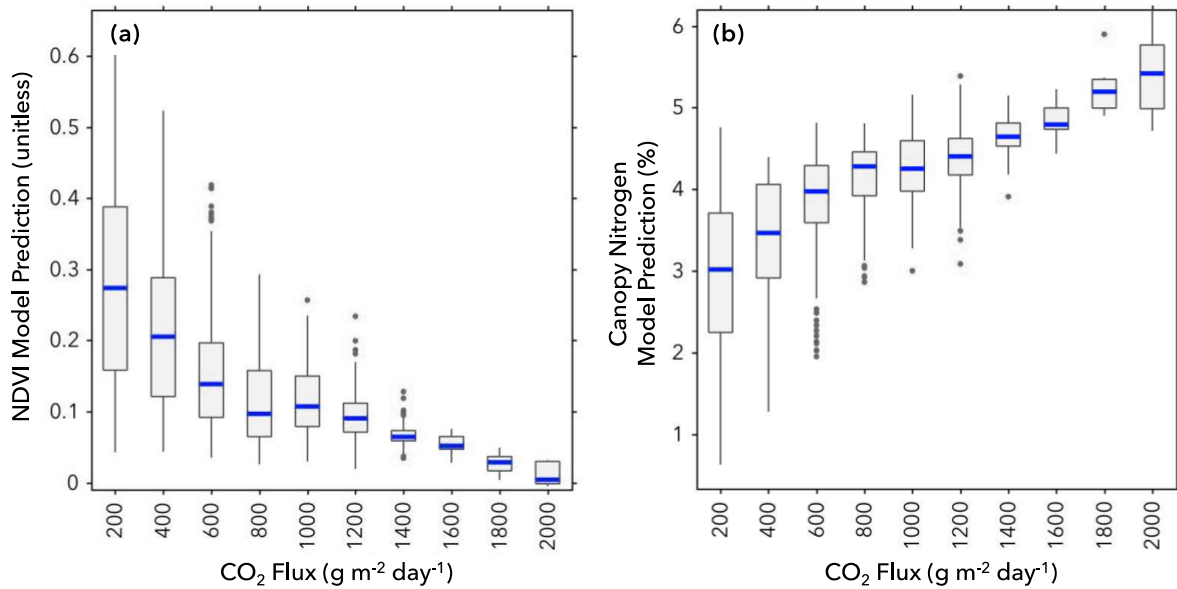 (a)
NDVI Model Prediction (unitless)
0.6
0.5
0.4
0.3
0.2
0.1
0
200 400 600 800 1000 1200 1400 1600 1800 2000
CO₂ Flux (g m⁻² day⁻¹)
(b)
Canopy Nitrogen
Model Prediction (%)
6
5
4
3
2
1
200 400 600 800 1000 1200 1400 1600 1800 2000
CO₂ Flux (g m⁻² day⁻¹)